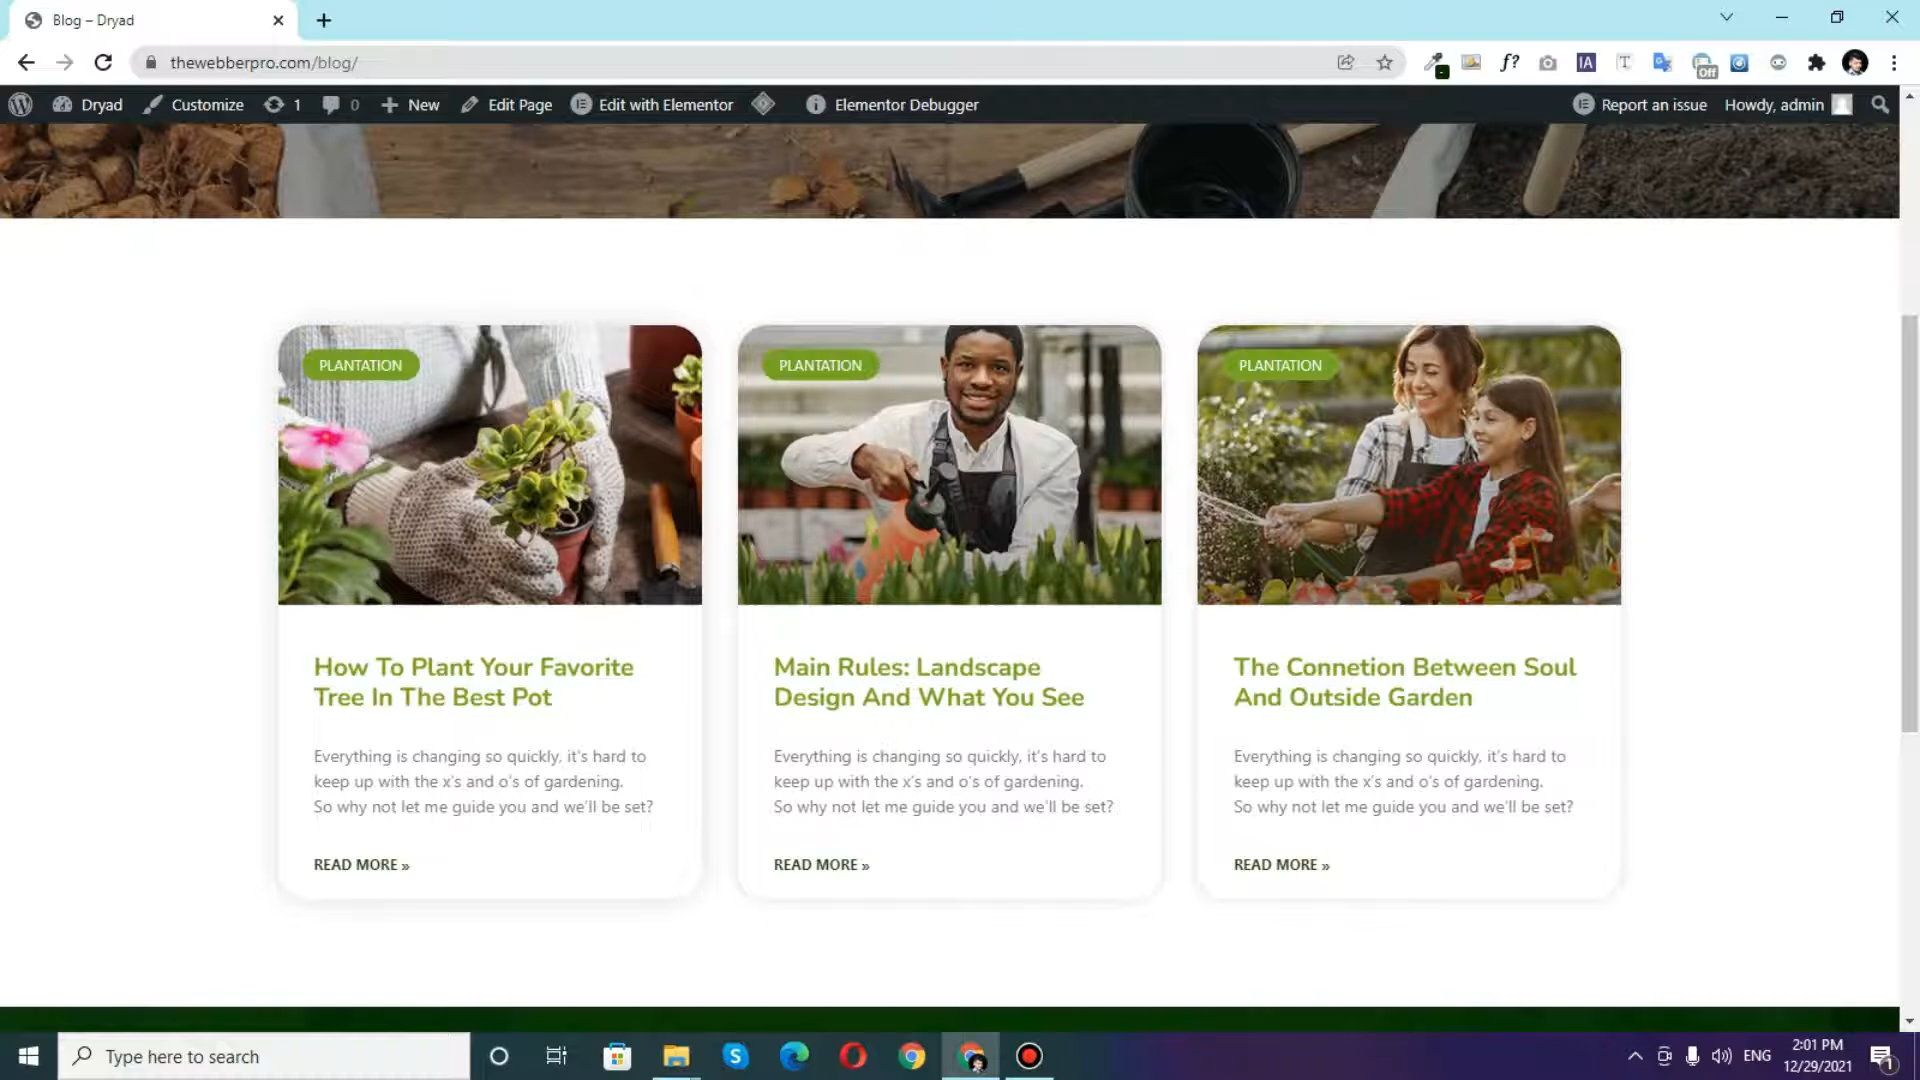 Blog – Dryad
thewebberpro.com/blog/
f?
IA
T
Off
Dryad
Customize
1
0
New
Edit Page
Edit with Elementor
Elementor Debugger
Report an issue
Howdy, admin
PLANTATION
PLANTATION
PLANTATION
How To Plant Your Favorite
Tree In The Best Pot
Everything is changing so quickly, it's hard to
keep up with the x's and o's of gardening.
So why not let me guide you and we'll be set?
READ MORE »
Main Rules: Landscape
Design And What You See
Everything is changing so quickly, it's hard to
keep up with the x's and o's of gardening.
So why not let me guide you and we'll be set?
READ MORE »
The Connetion Between Soul
And Outside Garden
Everything is changing so quickly, it's hard to
keep up with the x's and o's of gardening.
So why not let me guide you and we'll be set?
READ MORE »
Type here to search
ENG
2:01 PM
12/29/2021
1